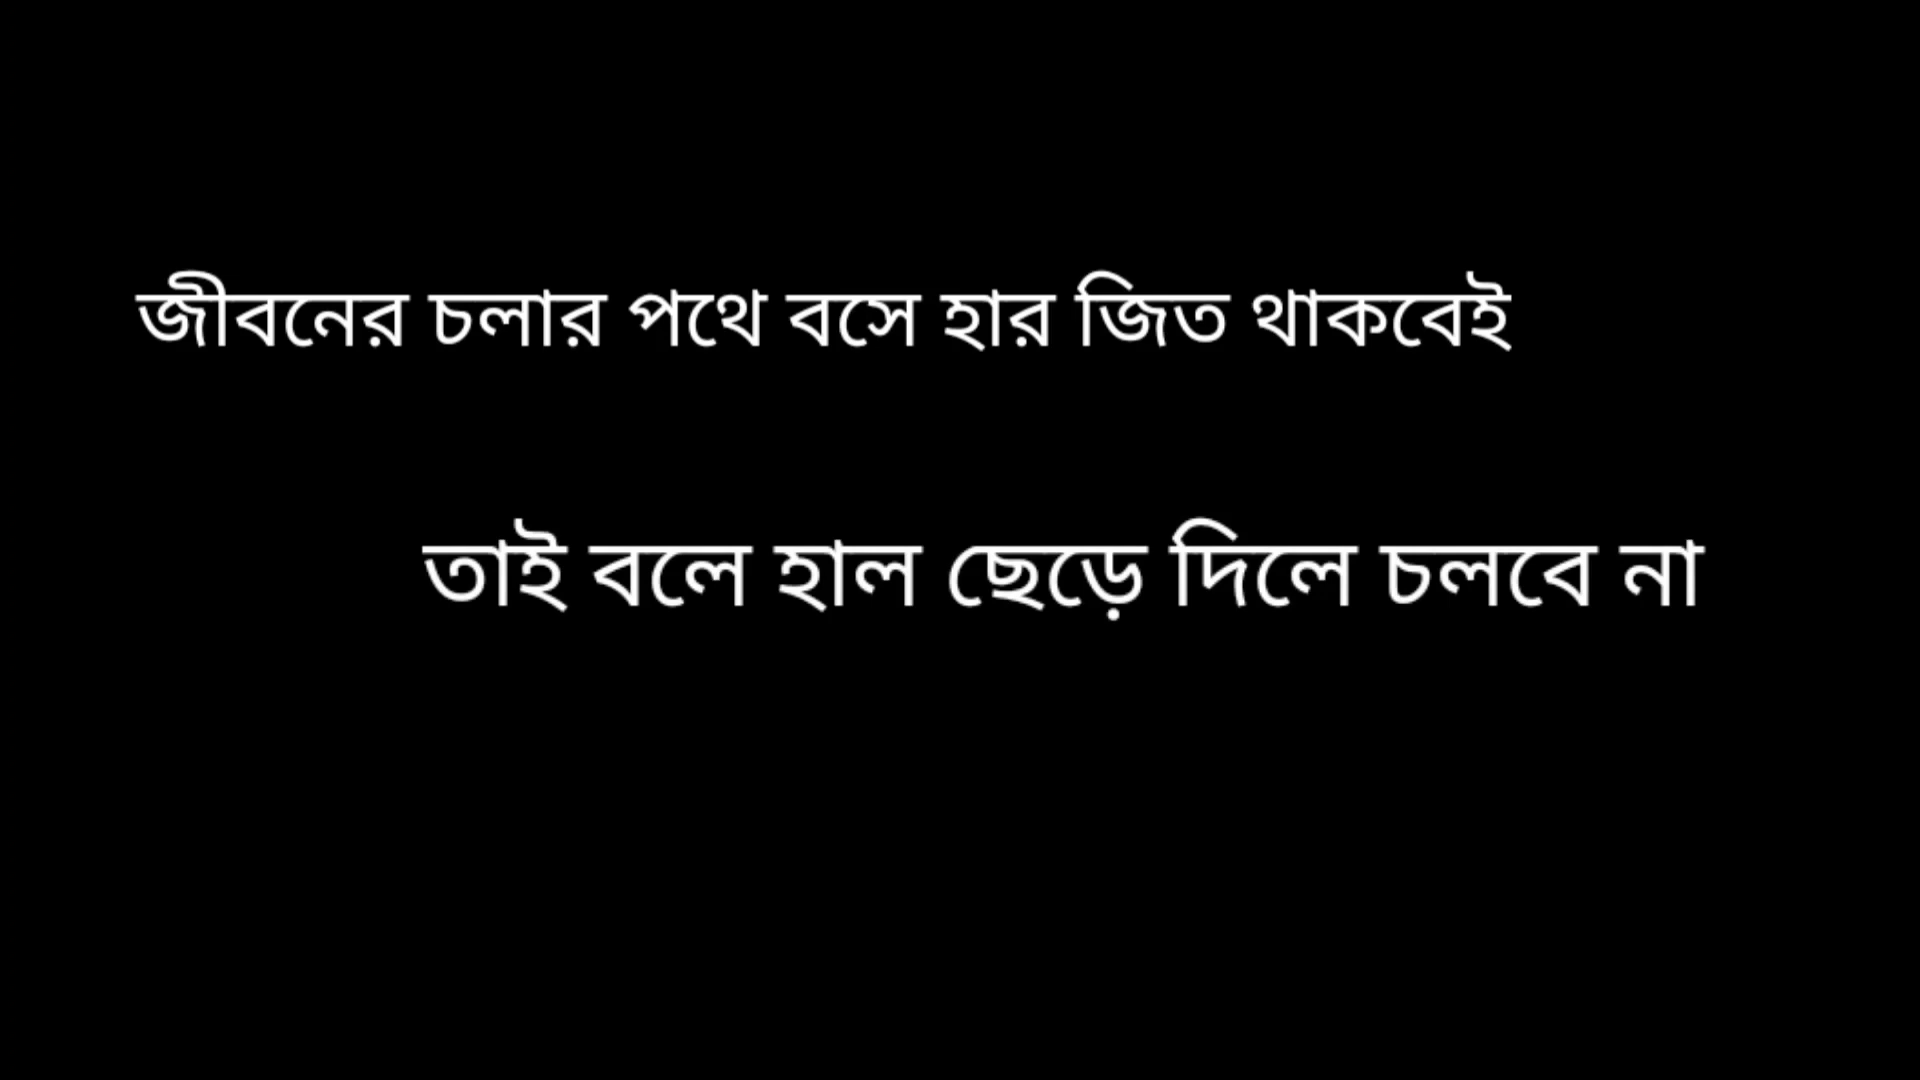 জীবনের চলার পথে বসে হার জিত থাকবেই
তাই বলে হাল ছেড়ে দিলে চলবে না